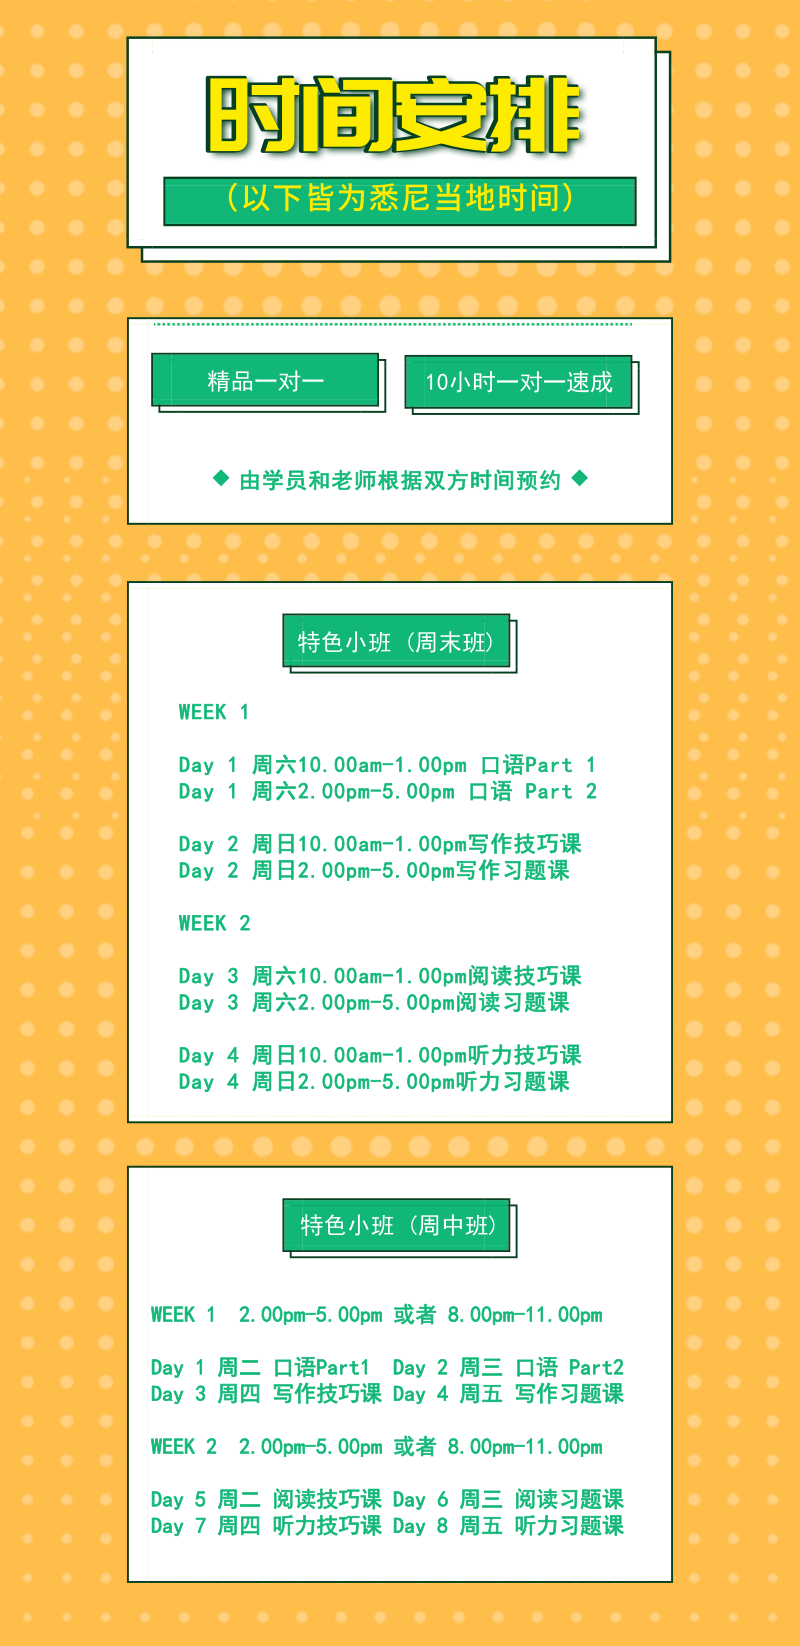 时间安排
（以下皆为悉尼当地时间）
精品一对一
10小时一对一速成
◆ 由学员和老师根据双方时间预约 ◆
特色小班（周末班）
WEEK 1
Day 1 周六10.00am-1.00pm 口语Part 1
Day 1 周六2.00pm-5.00pm 口语 Part 2
Day 2 周日10.00am-1.00pm写作技巧课
Day 2 周日2.00pm-5.00pm写作习题课
WEEK 2
Day 3 周六10.00am-1.00pm阅读技巧课
Day 3 周六2.00pm-5.00pm阅读习题课
Day 4 周日10.00am-1.00pm听力技巧课
Day 4 周日2.00pm-5.00pm听力习题课
特色小班（周中班）
WEEK 1  2.00pm-5.00pm 或者 8.00pm-11.00pm
Day 1 周二 口语Part1  Day 2 周三 口语 Part2
Day 3 周四 写作技巧课 Day 4 周五 写作习题课
WEEK 2  2.00pm-5.00pm 或者 8.00pm-11.00pm
Day 5 周二 阅读技巧课 Day 6 周三 阅读习题课
Day 7 周四 听力技巧课 Day 8 周五 听力习题课